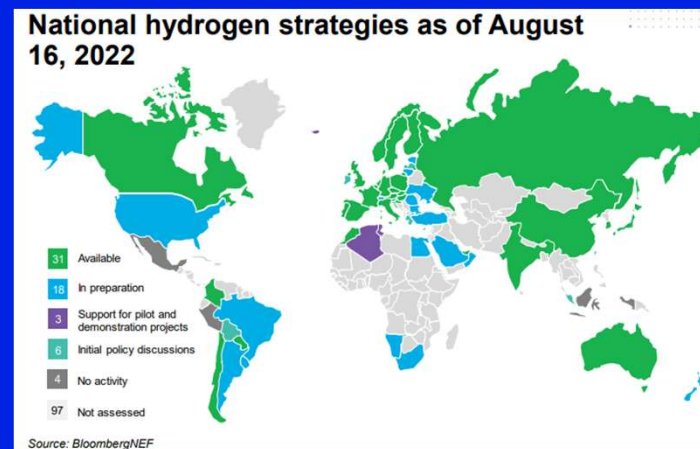 National hydrogen strategies as of August
16, 2022
31 Available
18 In preparation
3 Support for pilot and
demonstration projects
6 Initial policy discussions
4 No activity
97 Not assessed
Source: BloombergNEF